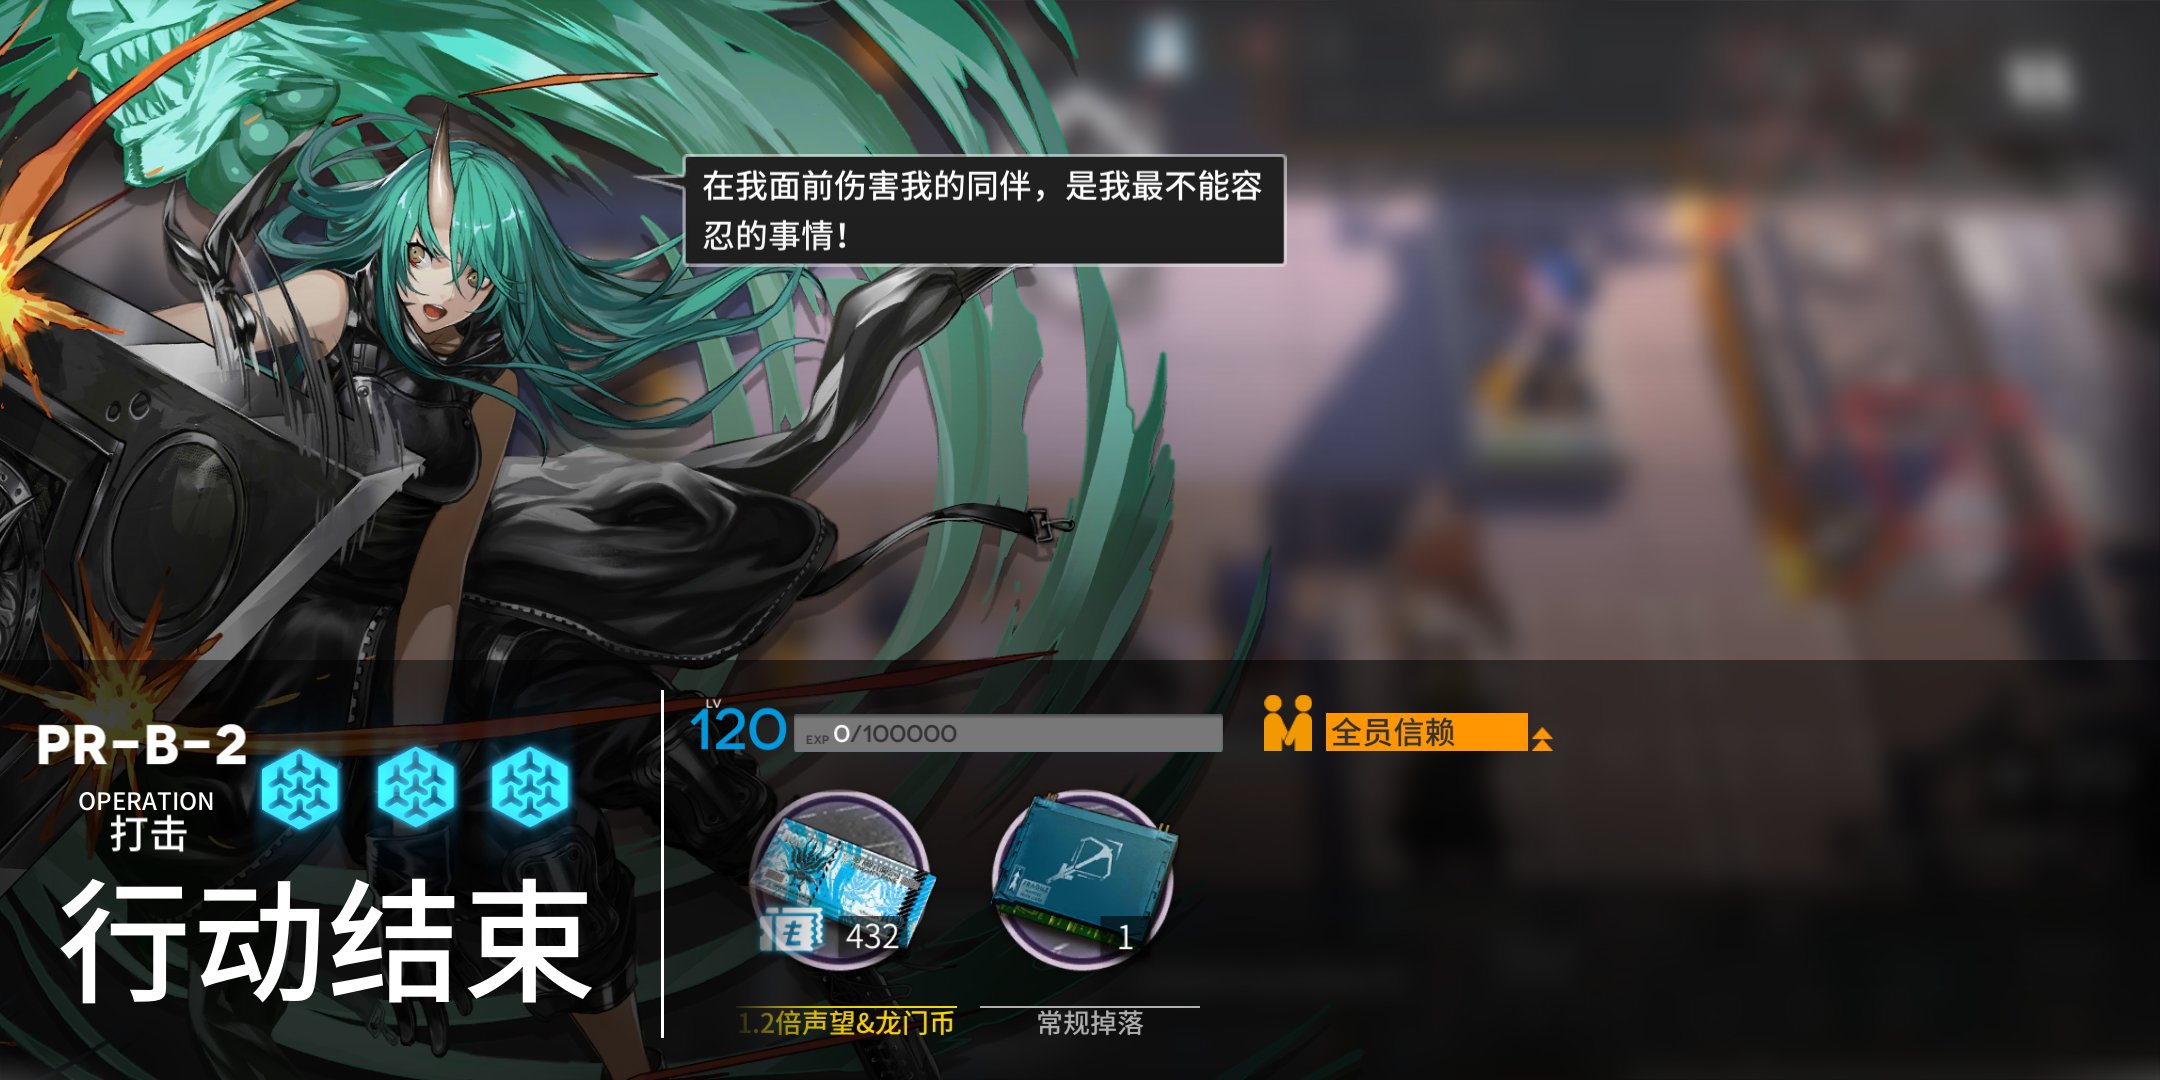 在我面前伤害我的同伴，是我最不能容
忍的事情！
LV
120
EXP 0/100000
全员信赖
PR-B-2
OPERATION
打击
行动结束
432
1
1.2倍声望&龙门币
常规掉落